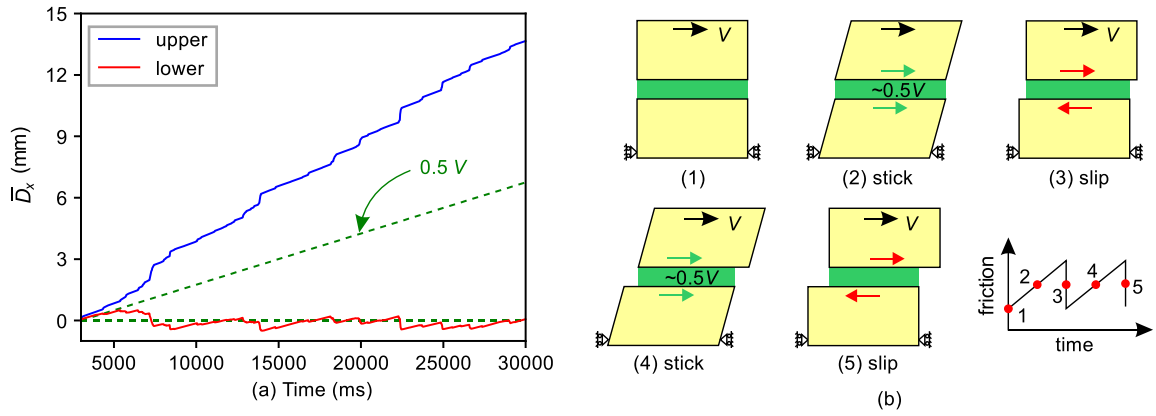 15
12
9
6
3
0
D̅ₓ (mm)
upper
lower
0.5 V
5000 10000 15000 20000 25000 30000
(a) Time (ms)
V
(1)
V
~0.5V
(2) stick
V
(3) slip
V
~0.5V
(4) stick
V
(5) slip
friction
1
2
3
4
5
time
(b)